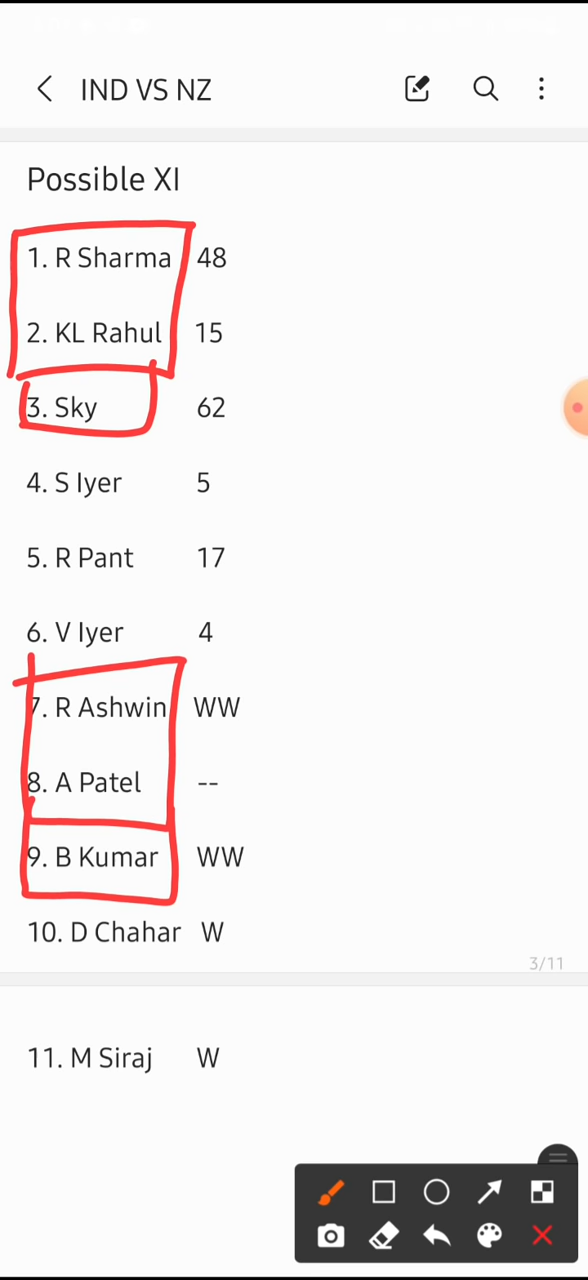 IND VS NZ
Possible XI
1. R Sharma 48
2. KL Rahul 15
3. Sky 62
4. S Iyer 5
5. R Pant 17
6. V Iyer 4
7. R Ashwin WW
8. A Patel --
9. B Kumar WW
10. D Chahar W
3/11
11. M Siraj W